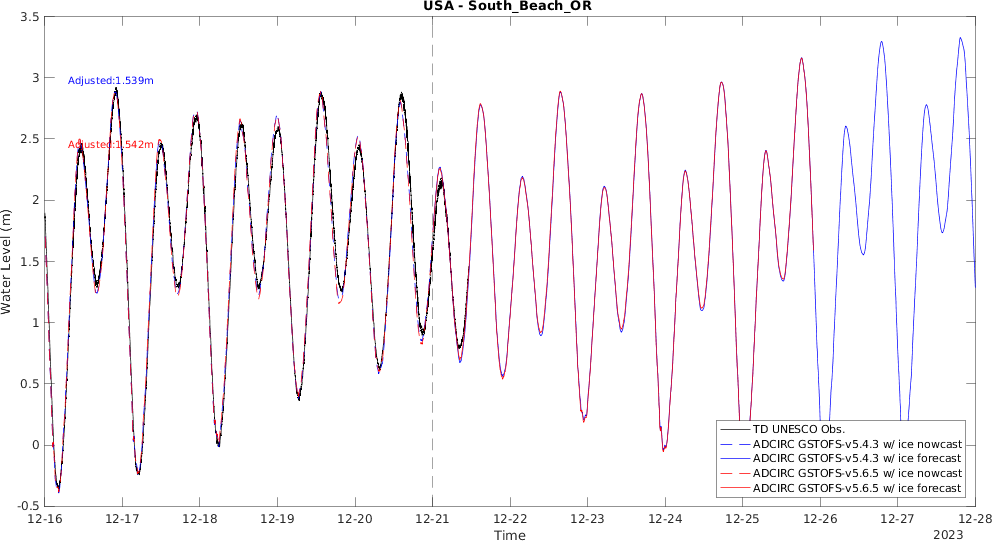 USA - South_Beach_OR
3.5
3
2.5
2
1.5
1
0.5
0
-0.5
Water Level (m)
Adjusted:1.539m
Adjusted:1.542m
TD UNESCO Obs.
ADCIRC GSTOFS-v5.4.3 w/ ice nowcast
ADCIRC GSTOFS-v5.4.3 w/ ice forecast
ADCIRC GSTOFS-v5.6.5 w/ ice nowcast
ADCIRC GSTOFS-v5.6.5 w/ ice forecast
12-16 12-17 12-18 12-19 12-20 12-21 12-22 12-23 12-24 12-25 12-26 12-27 12-28
Time
2023